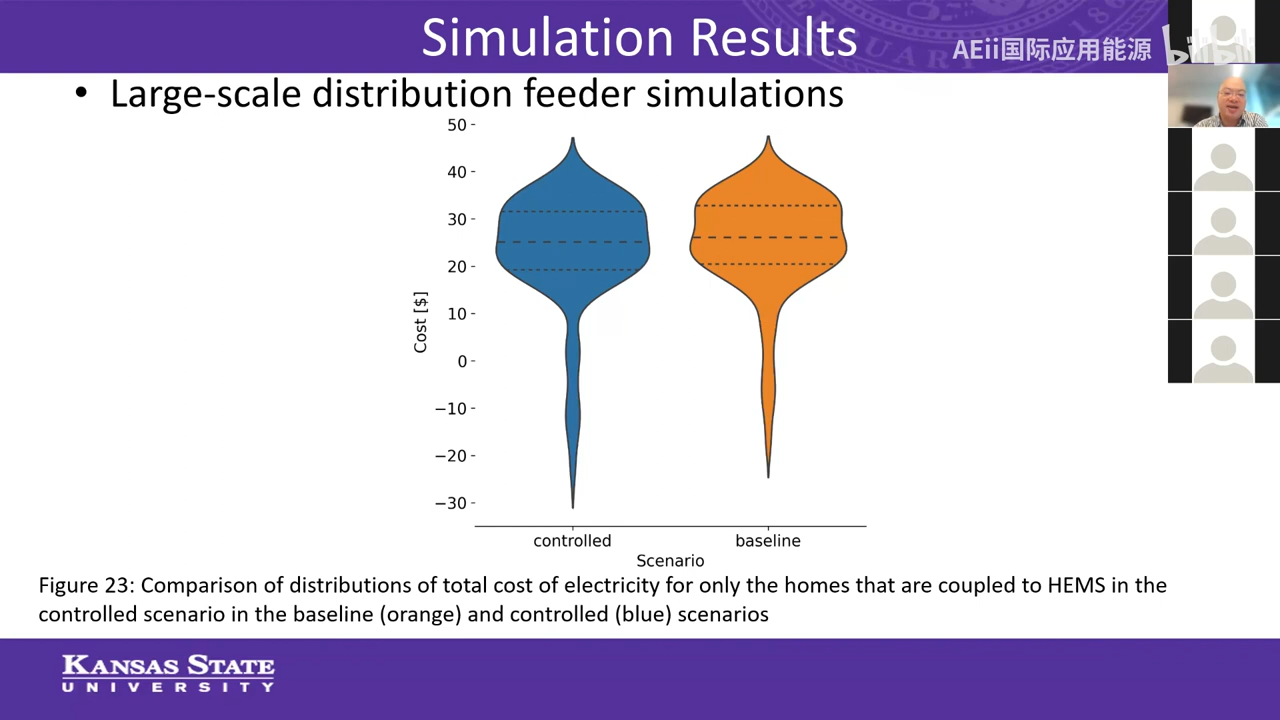 Simulation Results
AEii国际应用能源
bilibili
• Large-scale distribution feeder simulations
50
40
30
20
10
0
−10
−20
−30
Cost [$]
controlled
baseline
Scenario
Figure 23: Comparison of distributions of total cost of electricity for only the homes that are coupled to HEMS in the
controlled scenario in the baseline (orange) and controlled (blue) scenarios
KANSAS STATE
UNIVERSITY